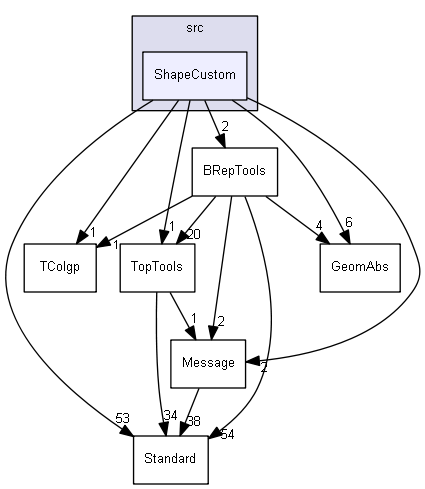 src
ShapeCustom
2
BRepTools
1
1
1
20
4
6
TColgp
TopTools
GeomAbs
1
2
Message
2
53
34
38
54
Standard